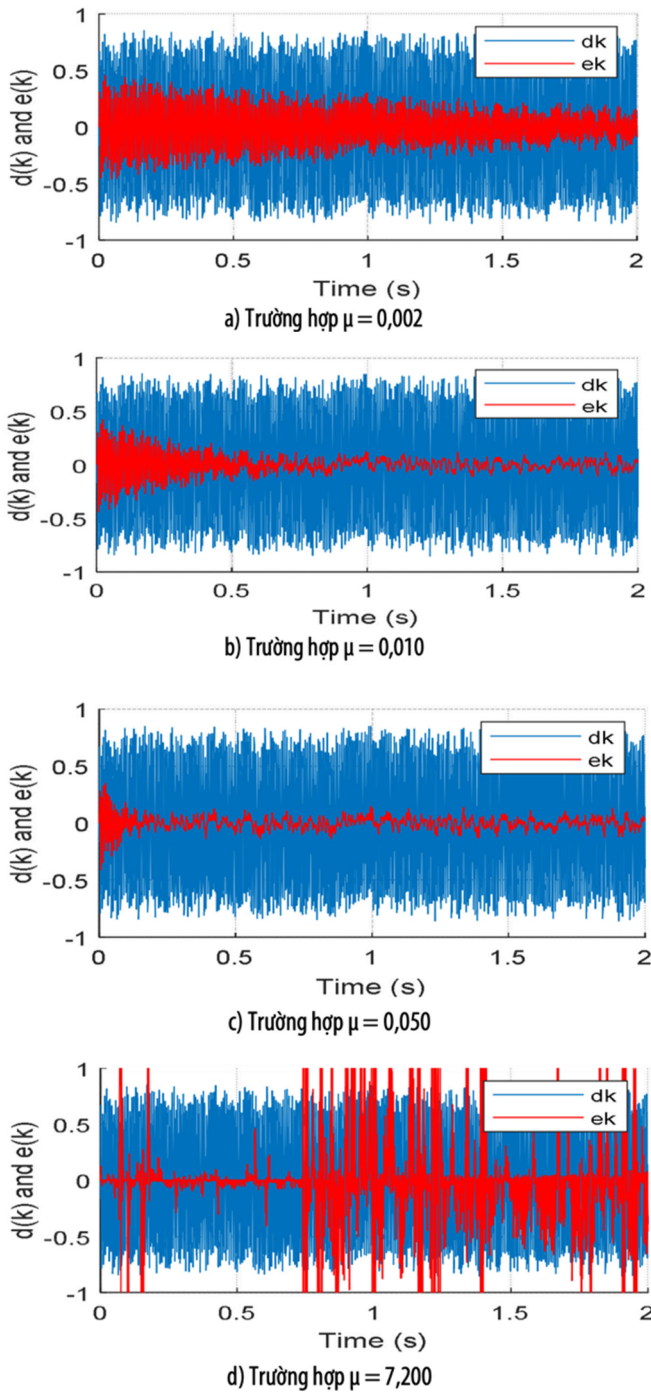 1
0.5
0
-0.5
-1
d(k) and e(k)
dk
ek
0 0.5 1 1.5 2
Time (s)
a) Trường hợp μ = 0,002
1
0.5
0
-0.5
-1
d(k) and e(k)
dk
ek
0 0.5 1 1.5 2
Time (s)
b) Trường hợp μ = 0,010
1
0.5
0
-0.5
-1
d(k) and e(k)
dk
ek
0 0.5 1 1.5 2
Time (s)
c) Trường hợp μ = 0,050
1
0.5
0
-0.5
-1
d(k) and e(k)
dk
ek
0 0.5 1 1.5 2
Time (s)
d) Trường hợp μ = 7,200